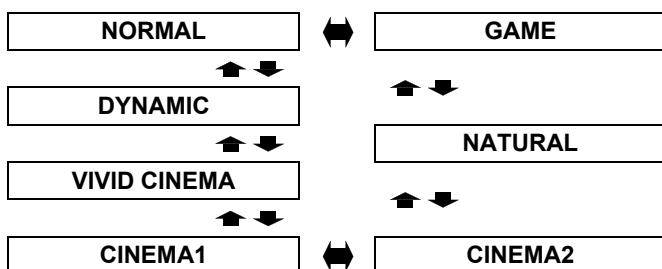 NORMAL
GAME
DYNAMIC
NATURAL
VIVID CINEMA
CINEMA1
CINEMA2